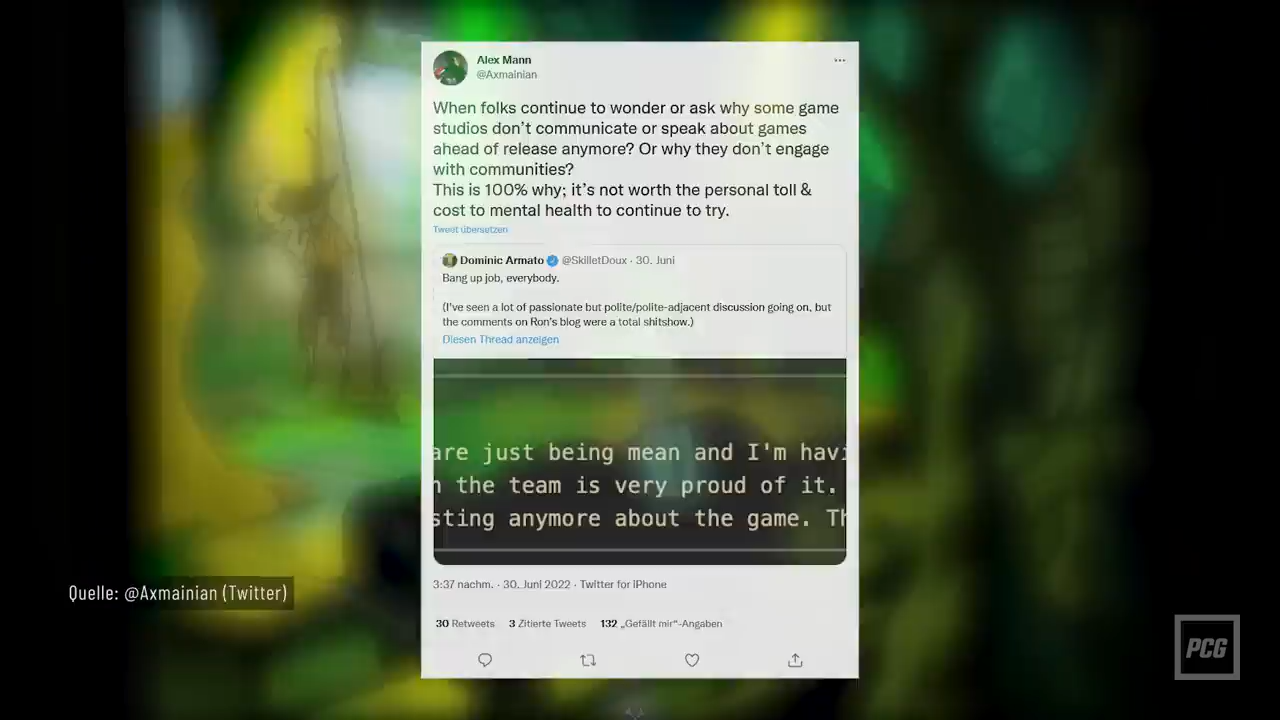 Alex Mann
@Axmainian
When folks continue to wonder or ask why some game
studios don't communicate or speak about games
ahead of release anymore? Or why they don't engage
with communities?
This is 100% why; it's not worth the personal toll &
cost to mental health to continue to try.
Tweet übersetzen
Dominic Armato @SkilletDoux · 30. Juni
Bang up job, everybody.
(I've seen a lot of passionate but polite/polite-adjacent discussion going on, but
the comments on Ron's blog were a total shitshow.)
Diesen Thread anzeigen
are just being mean and I'm havi
n the team is very proud of it.
sting anymore about the game. Th
3:37 nachm. · 30. Juni 2022 · Twitter for iPhone
30 Retweets 3 Zitierte Tweets 132 „Gefällt mir“-Angaben
Quelle: @Axmainian (Twitter)
PCG